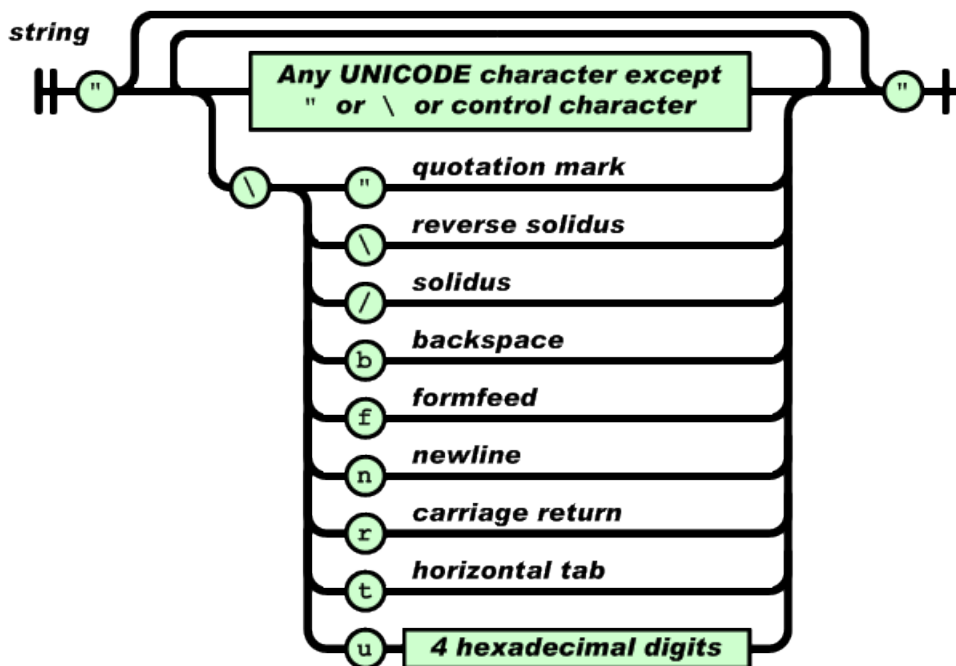 string
" Any UNICODE character except "
" or \ or control character
\ " quotation mark
\ reverse solidus
/ solidus
b backspace
f formfeed
n newline
r carriage return
t horizontal tab
u 4 hexadecimal digits